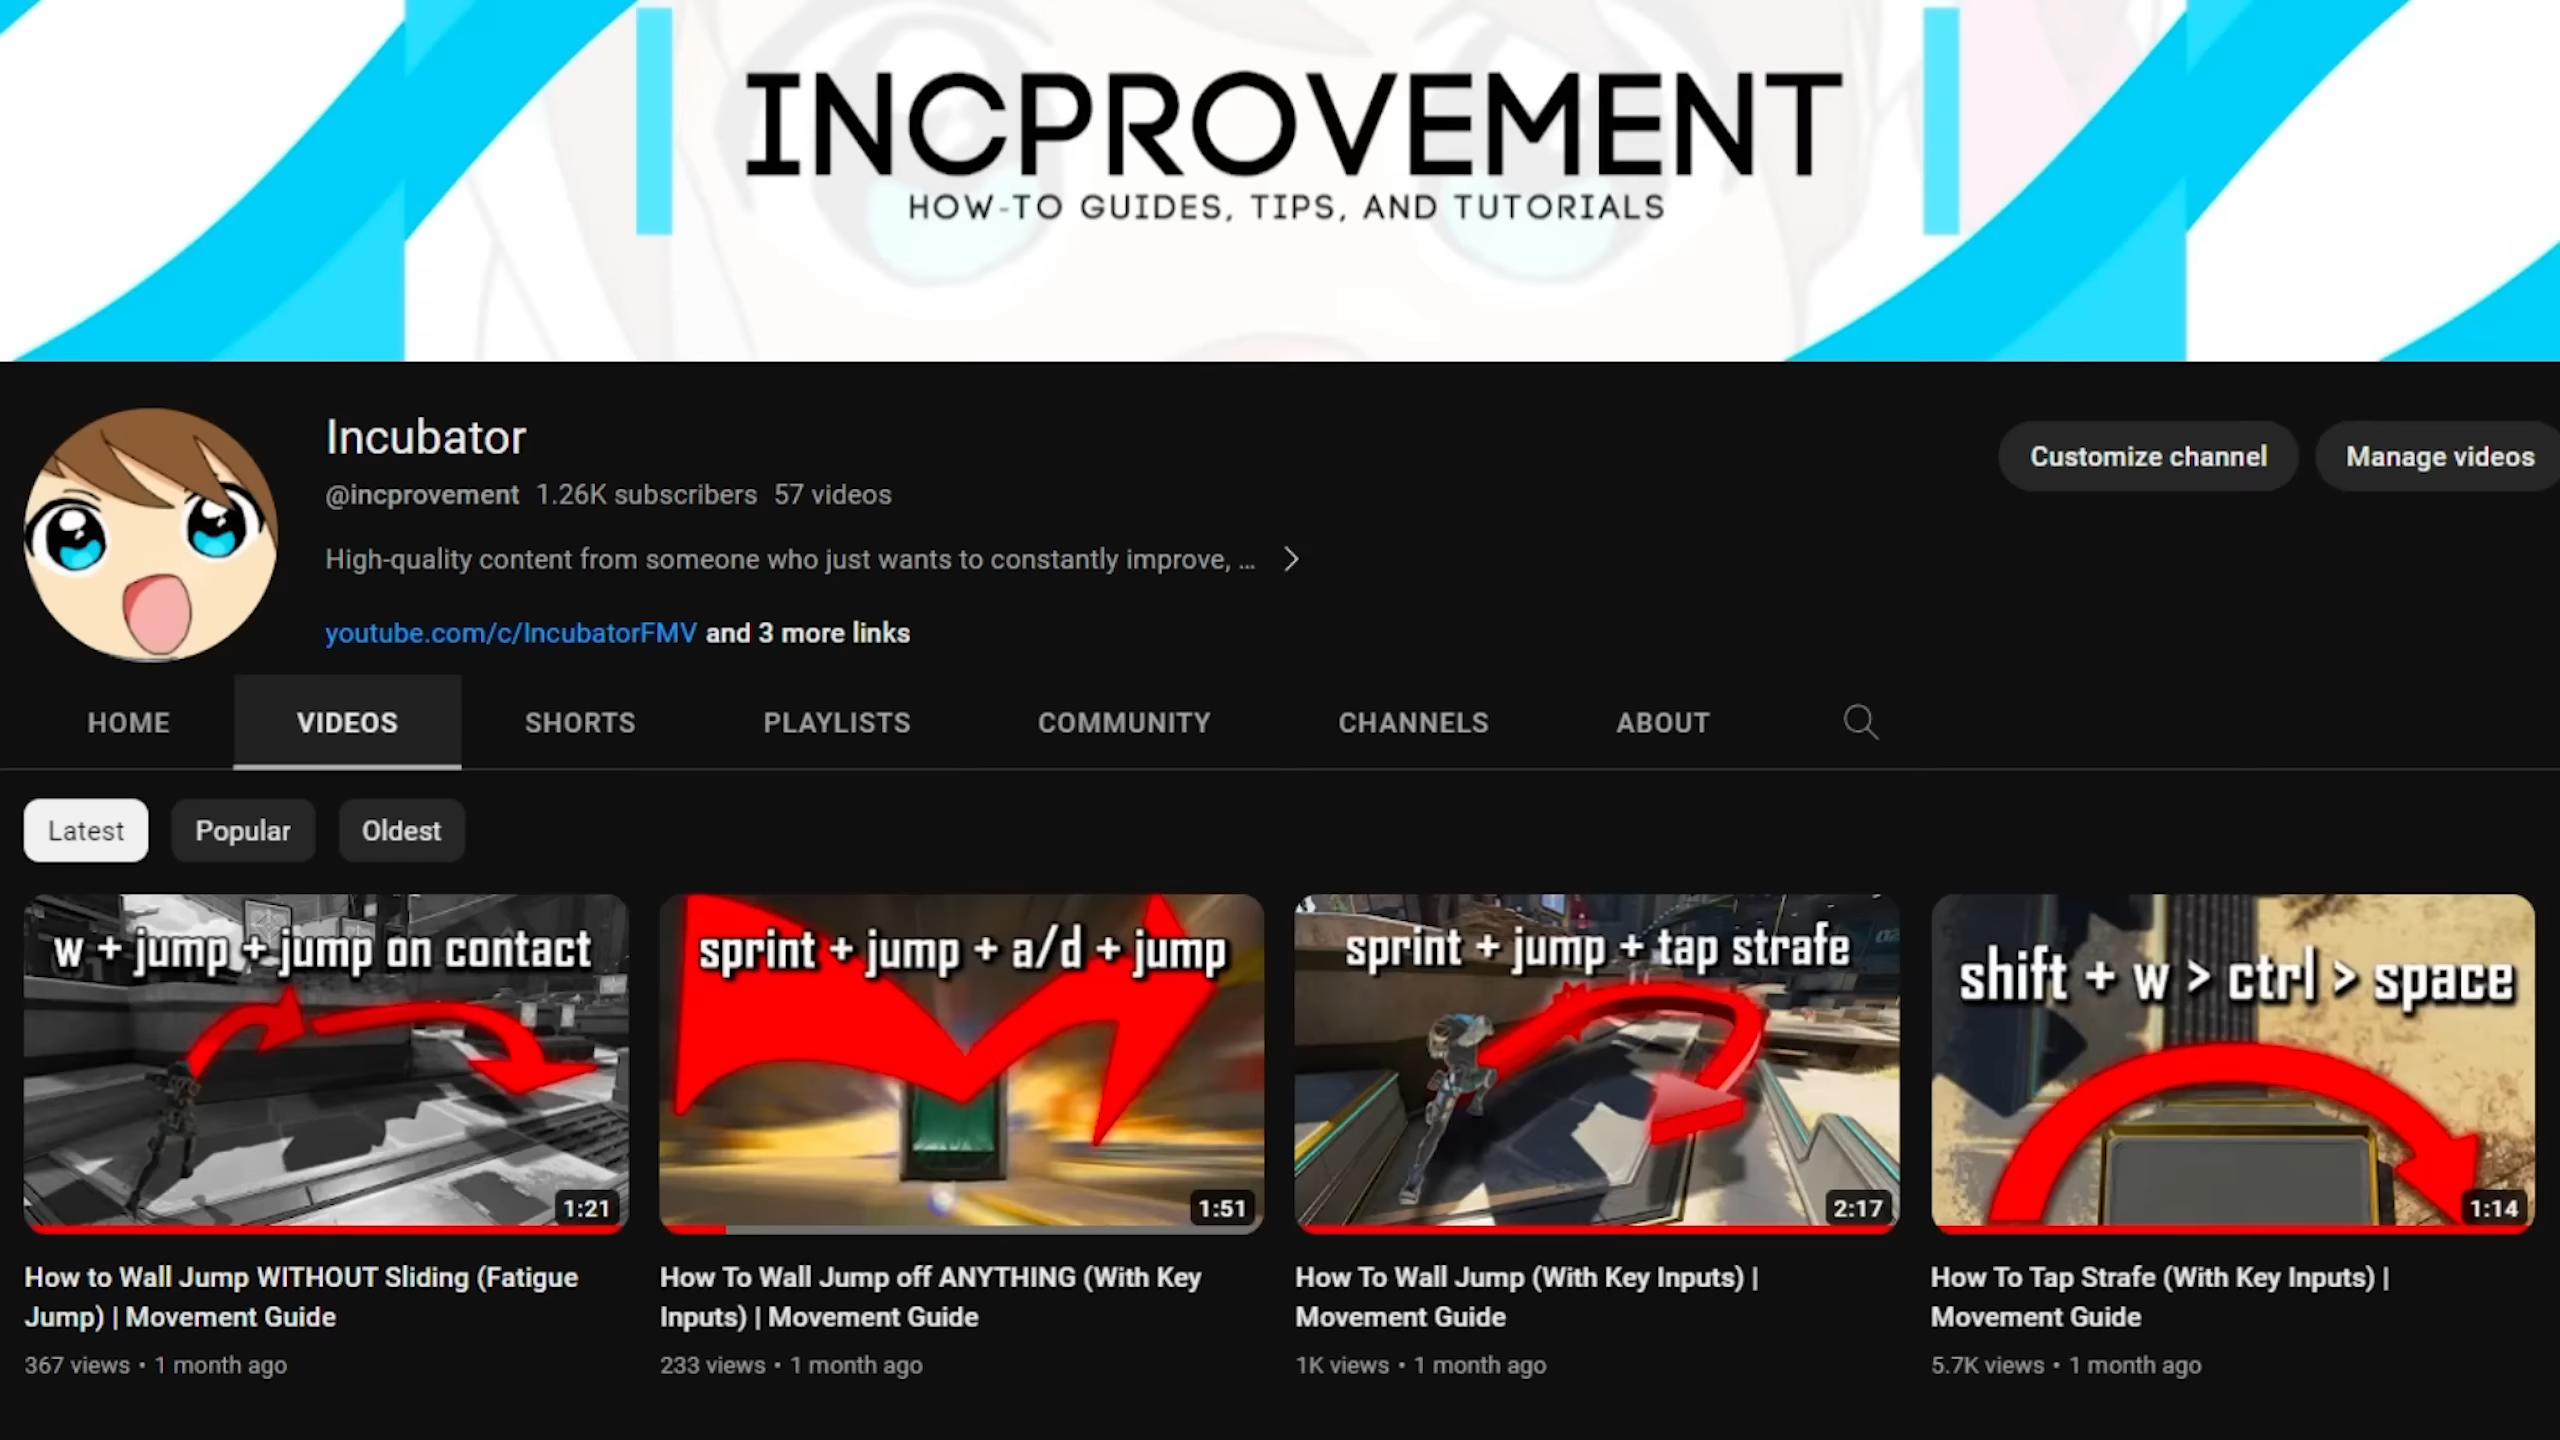 INCPROVEMENT
HOW-TO GUIDES, TIPS, AND TUTORIALS
Incubator
@incprovement 1.26K subscribers 57 videos
High-quality content from someone who just wants to constantly improve, ...
youtube.com/c/IncubatorFMV and 3 more links
Customize channel
Manage videos
HOME
VIDEOS
SHORTS
PLAYLISTS
COMMUNITY
CHANNELS
ABOUT
Latest
Popular
Oldest
w + jump + jump on contact
1:21
How to Wall Jump WITHOUT Sliding (Fatigue
Jump) | Movement Guide
367 views • 1 month ago
sprint + jump + a/d + jump
1:51
How To Wall Jump off ANYTHING (With Key
Inputs) | Movement Guide
233 views • 1 month ago
sprint + jump + tap strafe
2:17
How To Wall Jump (With Key Inputs) |
Movement Guide
1K views • 1 month ago
shift + w > ctrl > space
1:14
How To Tap Strafe (With Key Inputs) |
Movement Guide
5.7K views • 1 month ago